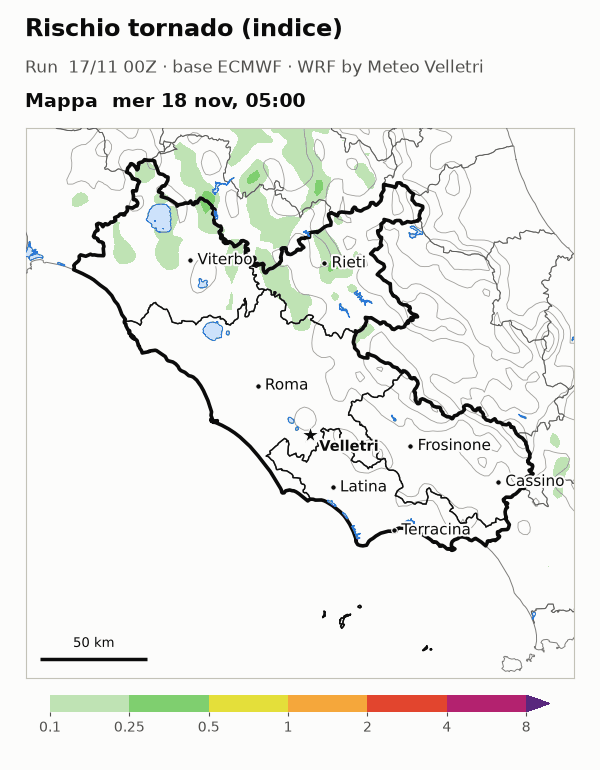 Rischio tornado (indice)
Run  17/11 00Z · base ECMWF · WRF by Meteo Velletri
Mappa  mer 18 nov, 05:00
Viterbo
Rieti
Roma
Velletri
Frosinone
Latina
Cassino
Terracina
50 km
0.1 0.25 0.5 1 2 4 8